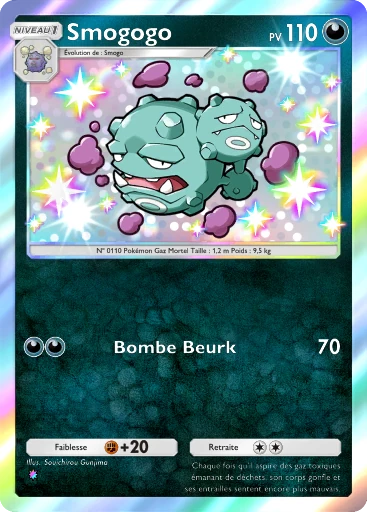 NIVEAU 1
Smogogo
PV 110
Évolution de : Smogo
N° 0110 Pokémon Gaz Mortel Taille : 1,2 m Poids : 9,5 kg
Bombe Beurk 70
Faiblesse +20
Retraite
Illus. Souichirou Gunjima
Chaque fois qu'il aspire des gaz toxiques
émanant de déchets, son corps gonfle et
ses entrailles sentent encore plus mauvais.